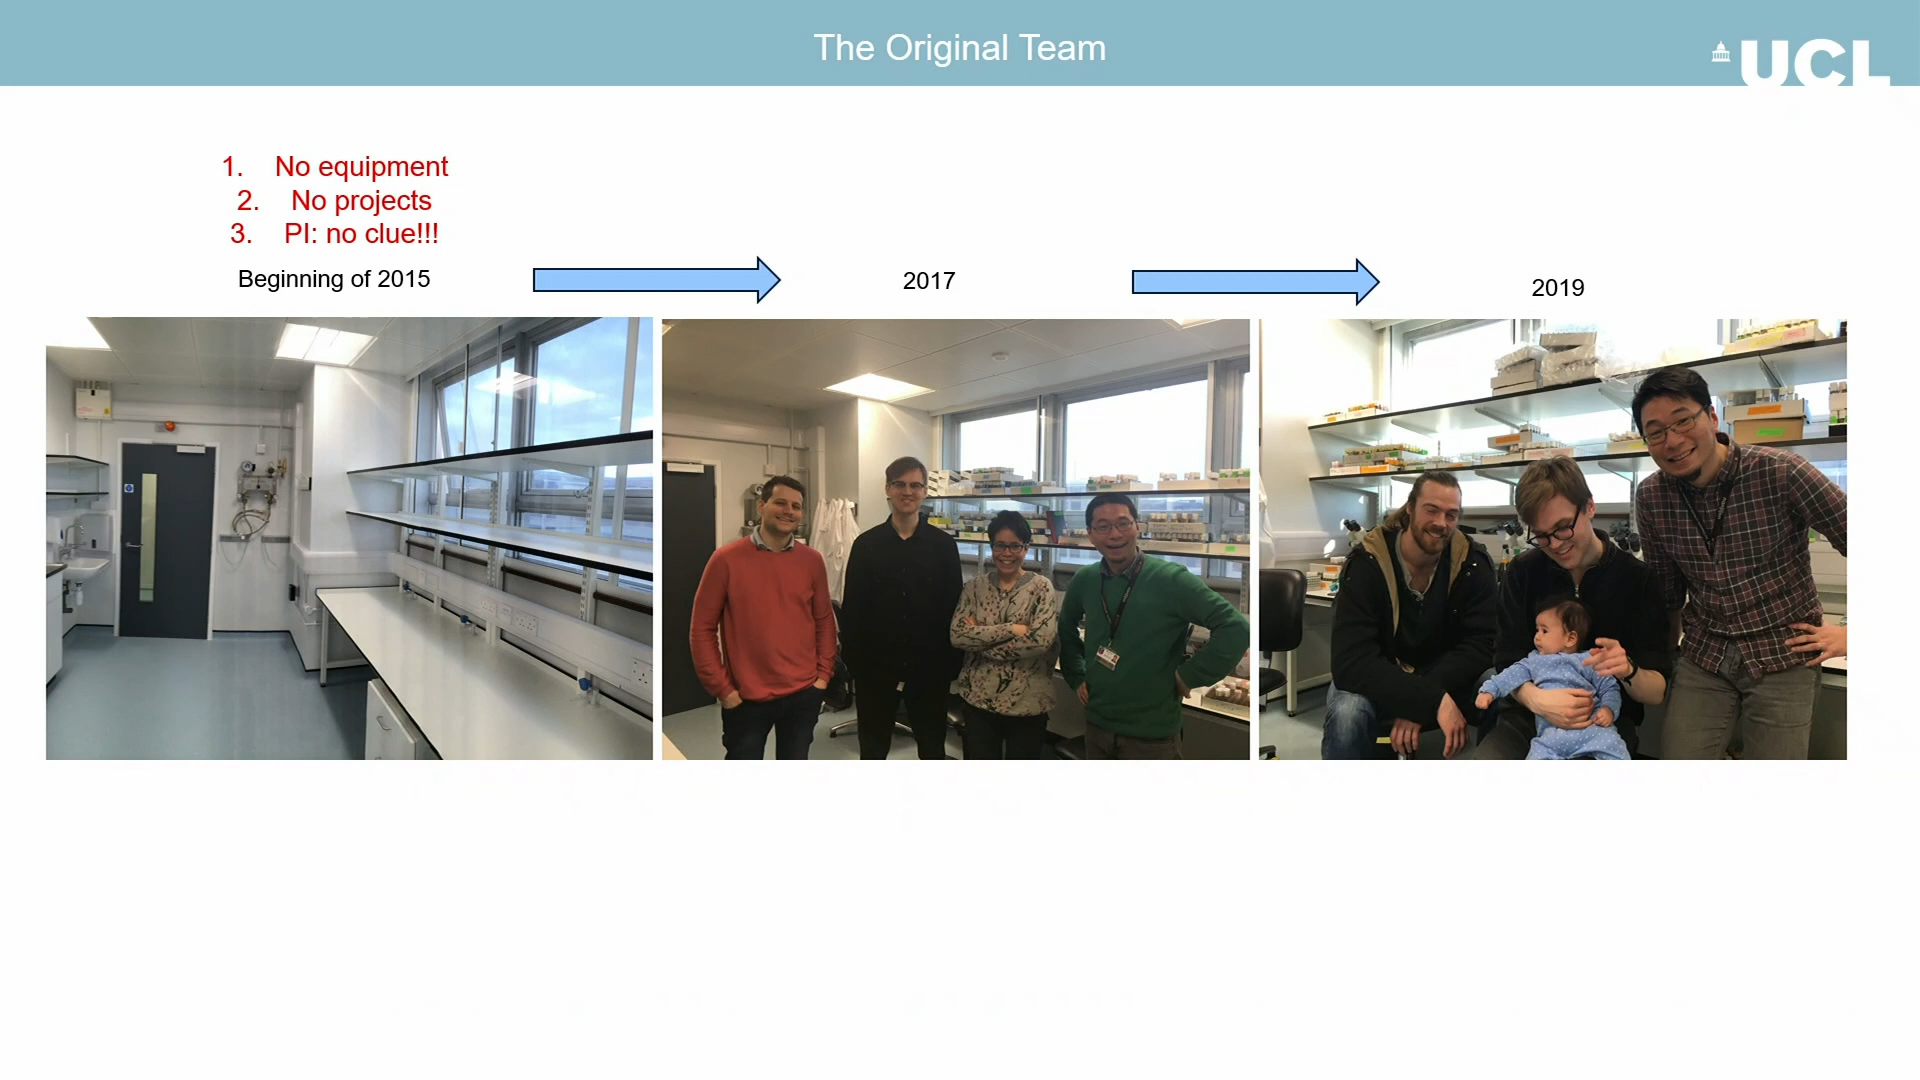 The Original Team
UCL
1. No equipment
2. No projects
3. PI: no clue!!!
Beginning of 2015
2017
2019